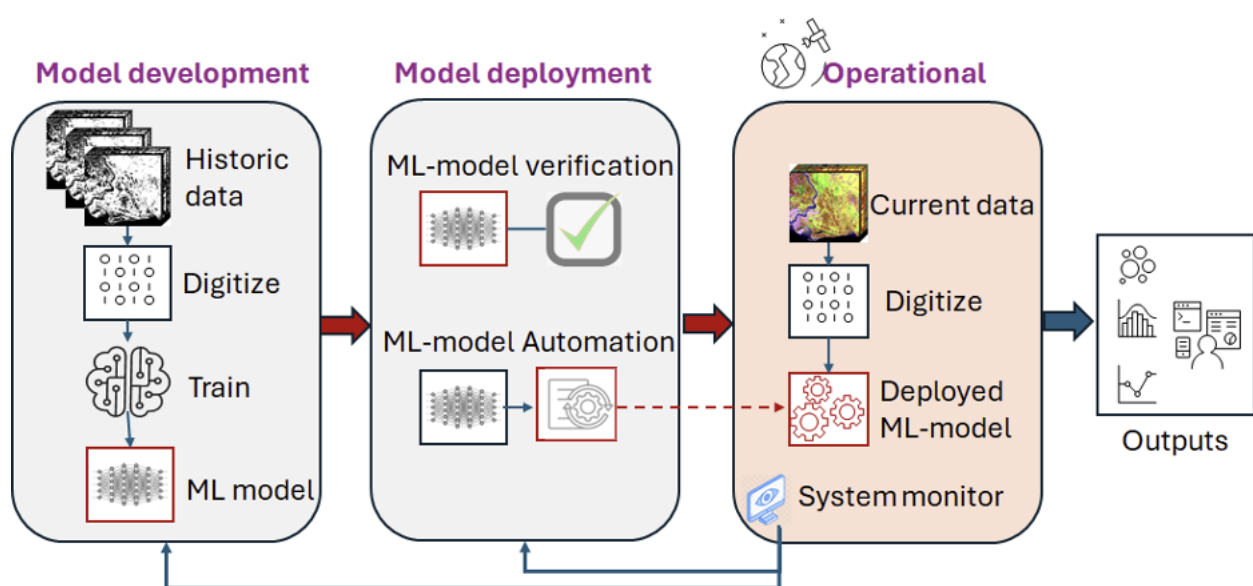 Model development
Historic
data
Digitize
Train
ML model
Model deployment
ML-model verification
ML-model Automation
Operational
Current data
Digitize
Deployed
ML-model
System monitor
Outputs